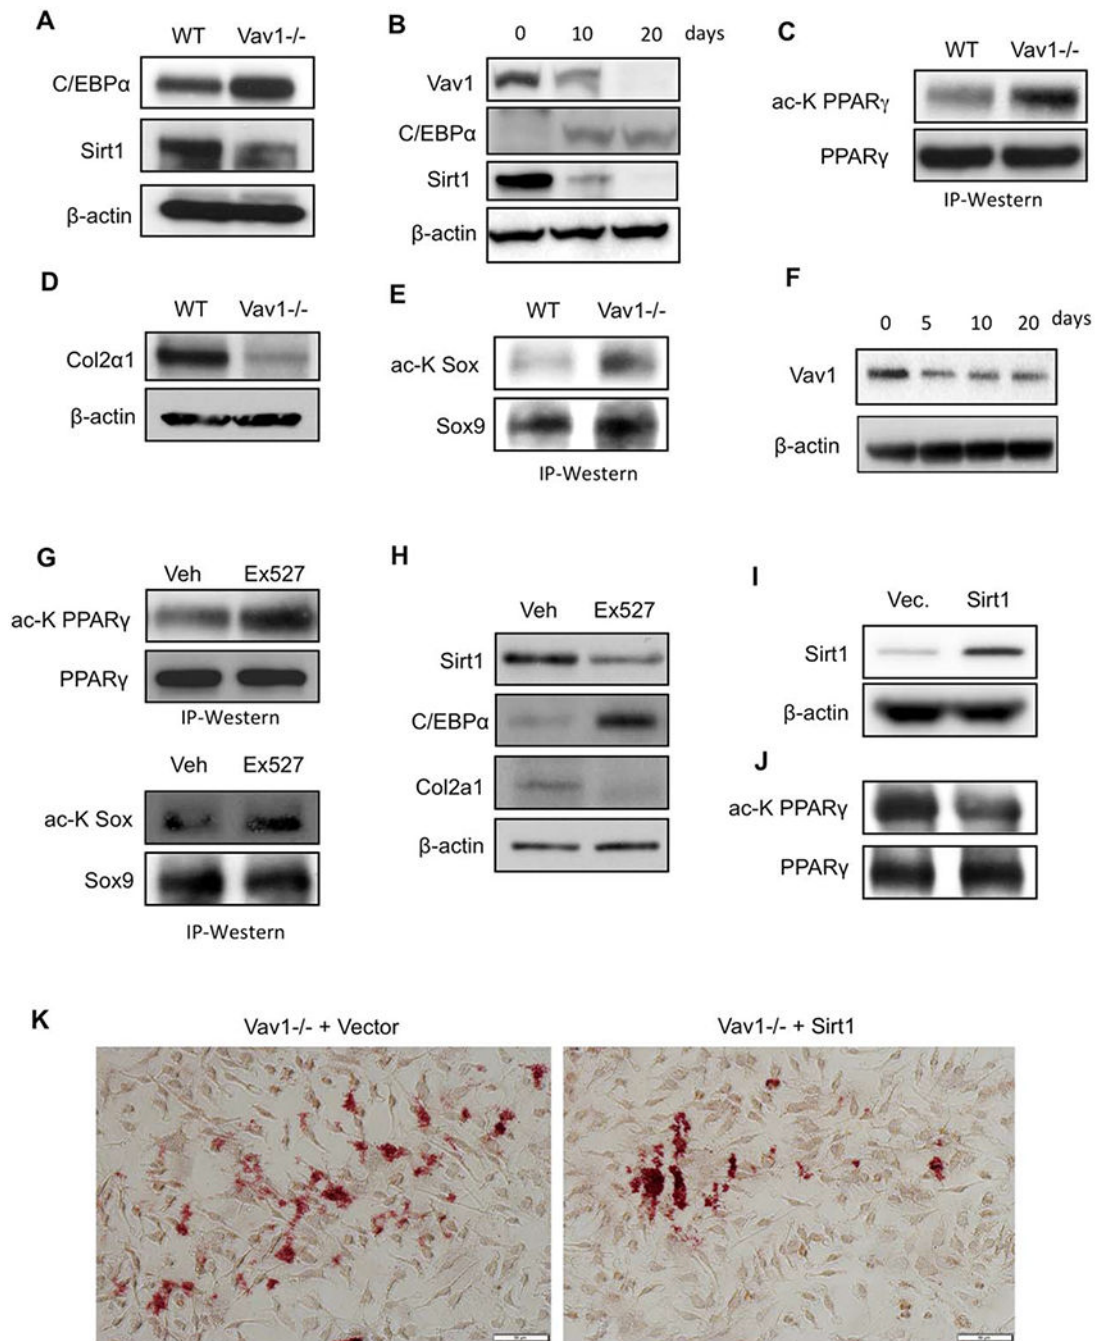 A
WT Vav1-/-
C/EBPα
Sirt1
β-actin
B
0 10 20 days
Vav1
C/EBPα
Sirt1
β-actin
C
WT Vav1-/-
ac-K PPARγ
PPARγ
IP-Western
D
WT Vav1-/-
Col2α1
β-actin
E
WT Vav1-/-
ac-K Sox
Sox9
IP-Western
F
0 5 10 20 days
Vav1
β-actin
G
Veh Ex527
ac-K PPARγ
PPARγ
IP-Western
Veh Ex527
ac-K Sox
Sox9
IP-Western
H
Veh Ex527
Sirt1
C/EBPα
Col2a1
β-actin
I
Vec. Sirt1
Sirt1
β-actin
J
ac-K PPARγ
PPARγ
K
Vav1-/- + Vector Vav1-/- + Sirt1